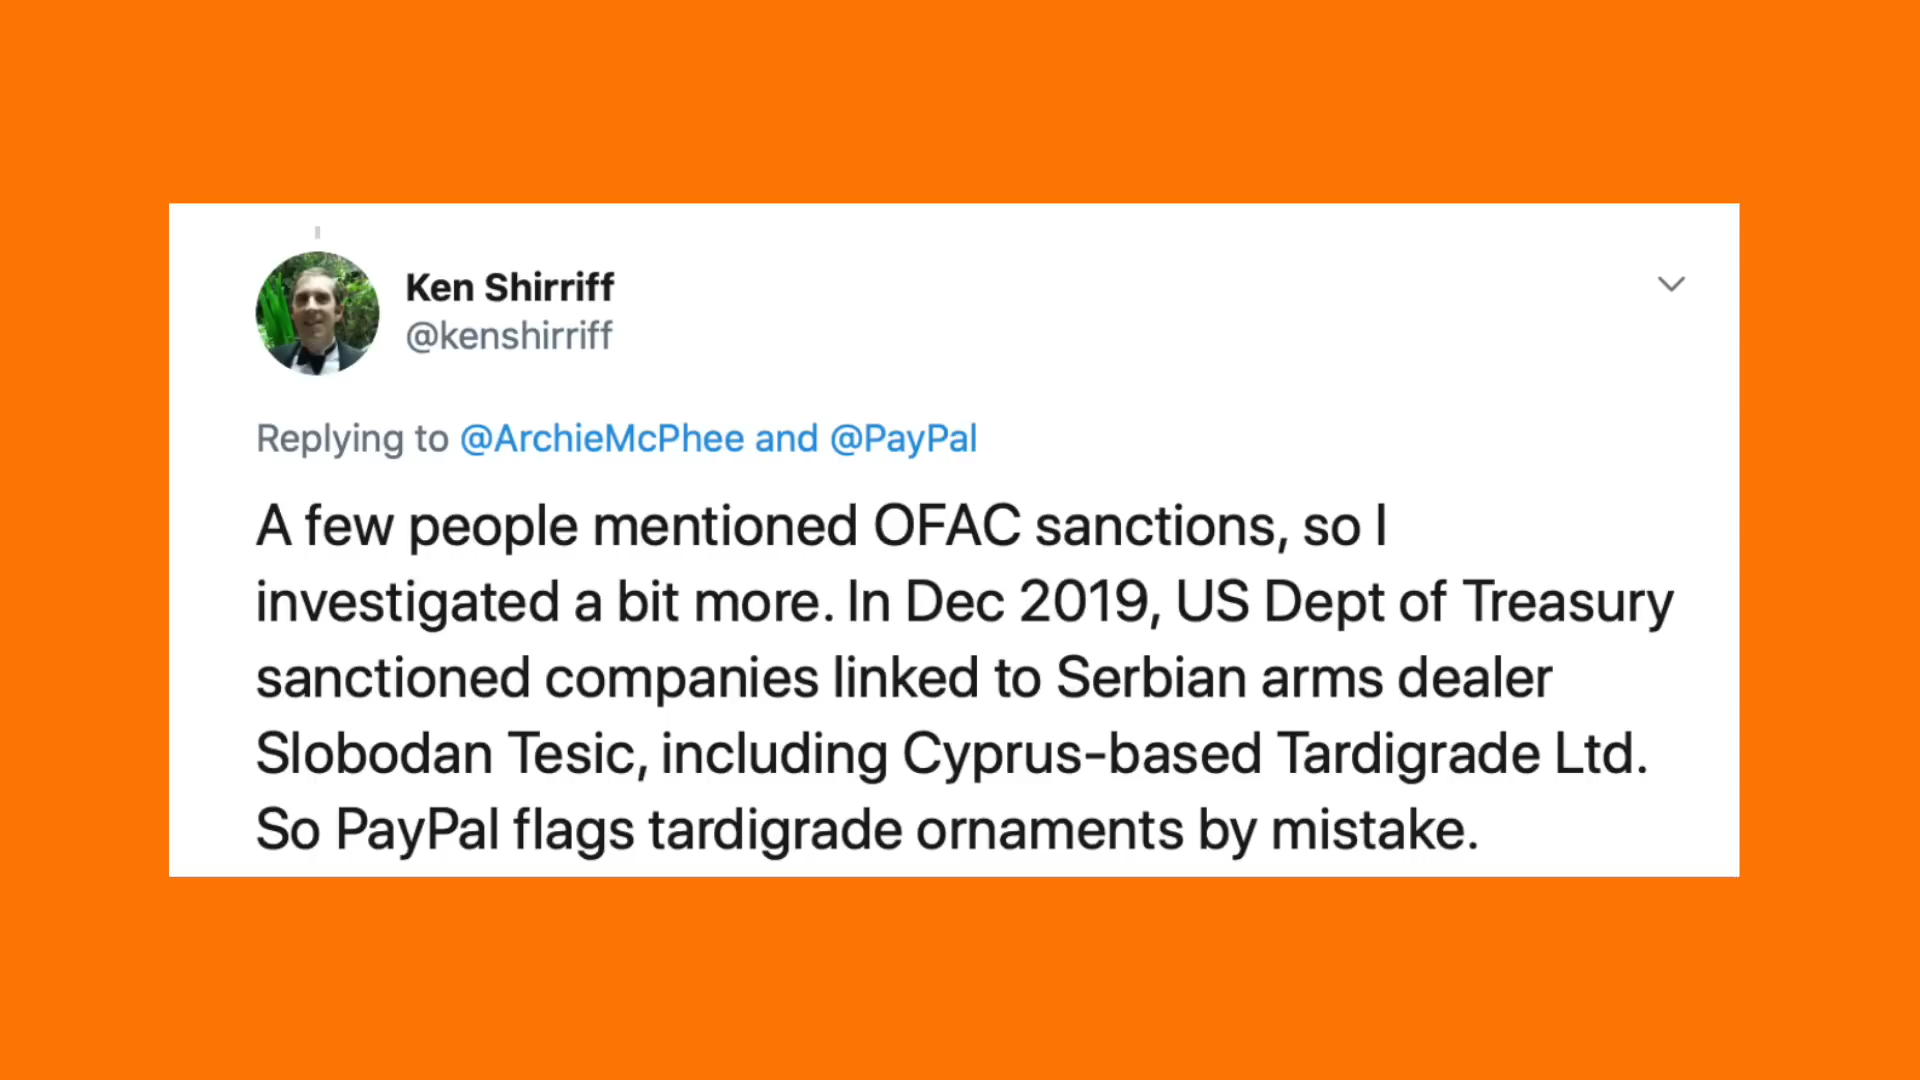 Ken Shirriff
@kenshirriff
Replying to @ArchieMcPhee and @PayPal
A few people mentioned OFAC sanctions, so I
investigated a bit more. In Dec 2019, US Dept of Treasury
sanctioned companies linked to Serbian arms dealer
Slobodan Tesic, including Cyprus-based Tardigrade Ltd.
So PayPal flags tardigrade ornaments by mistake.